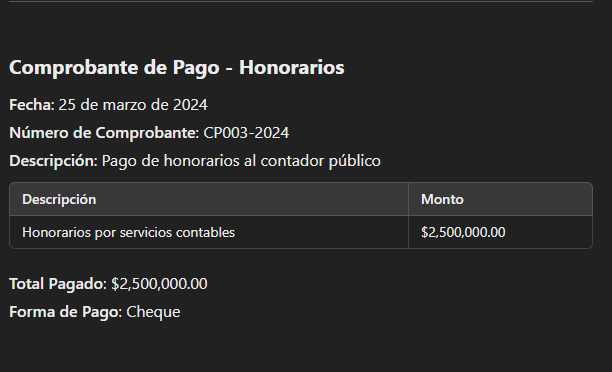 Comprobante de Pago - Honorarios
Fecha: 25 de marzo de 2024
Número de Comprobante: CP003-2024
Descripción: Pago de honorarios al contador público
Descripción Monto
Honorarios por servicios contables $2,500,000.00
Total Pagado: $2,500,000.00
Forma de Pago: Cheque